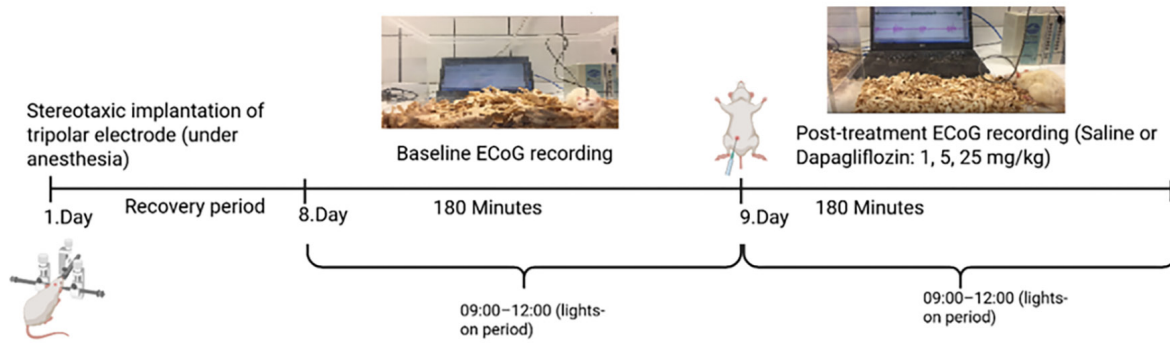 Stereotaxic implantation of
tripolar electrode (under
anesthesia)
Baseline ECoG recording
Post-treatment ECoG recording (Saline or
Dapagliflozin: 1, 5, 25 mg/kg)
1.Day
Recovery period
8.Day
180 Minutes
9.Day
180 Minutes
09:00–12:00 (lights-
on period)
09:00–12:00 (lights-
on period)